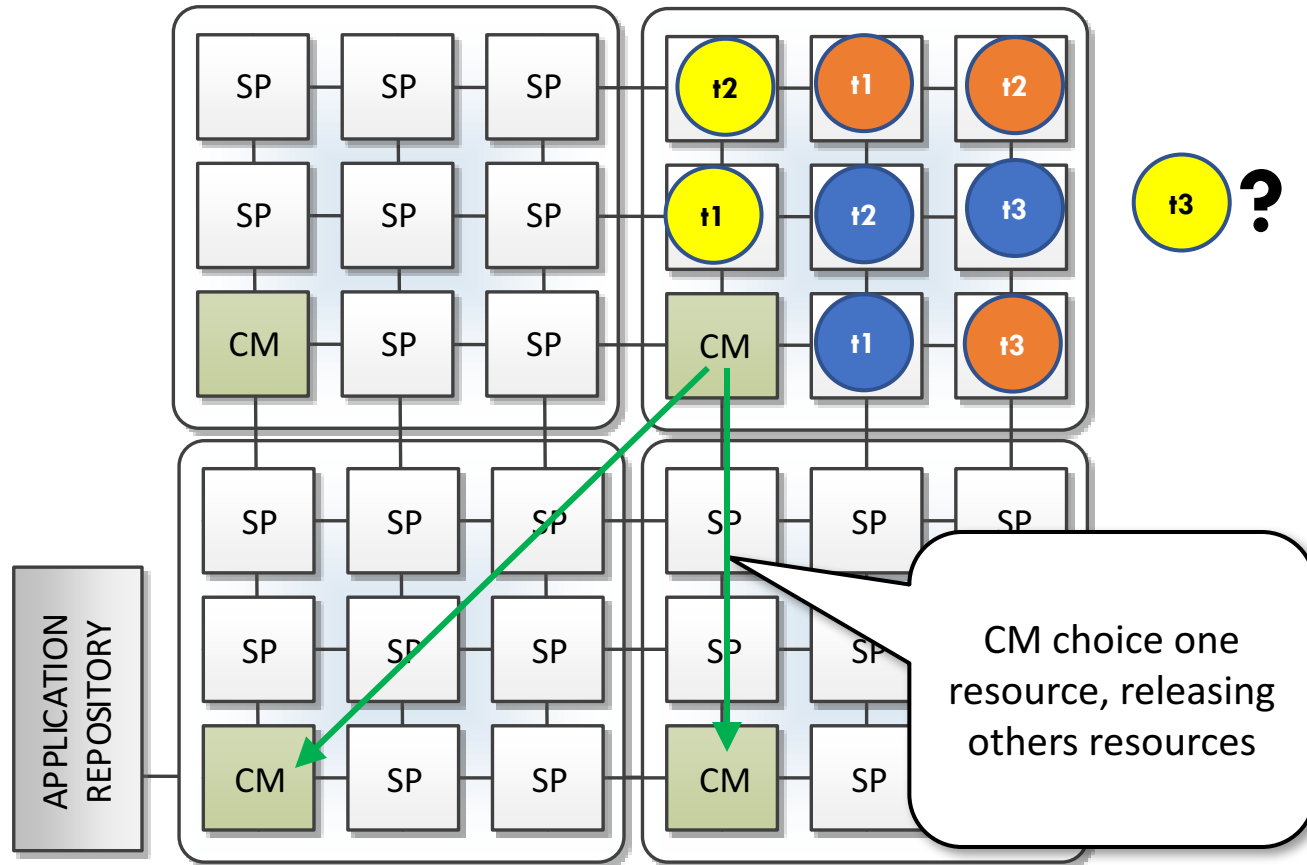 SP SP SP t2 t1 t2
SP SP SP t1 t2 t3 t3 ?
CM SP SP CM t1 t3
SP SP SP SP SP SP
SP SP SP SP SP
CM SP SP CM SP
APPLICATION
REPOSITORY
CM choice one
resource, releasing
others resources